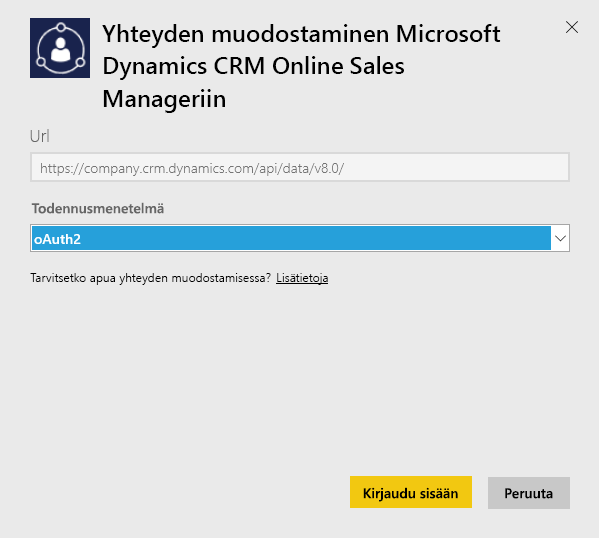 Yhteyden muodostaminen Microsoft
Dynamics CRM Online Sales
Manageriin
Url
https://company.crm.dynamics.com/api/data/v8.0/
Todennusmenetelmä
oAuth2
Tarvitsetko apua yhteyden muodostamisessa? Lisätietoja
Kirjaudu sisään Peruuta